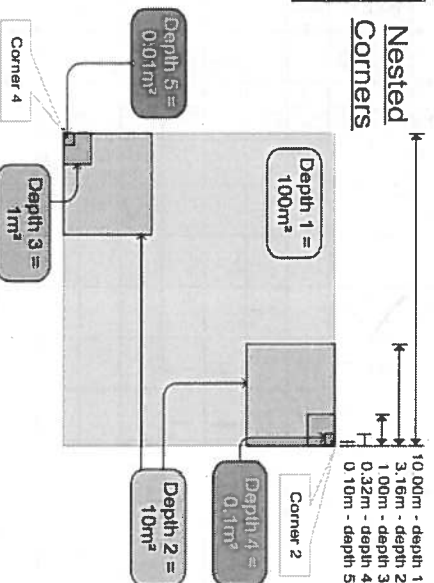 Nested
Corners
10.00m - depth 1
3.16m - depth 2
1.00m - depth 3
0.32m - depth 4
0.10m - depth 5
Depth 1 =
100m²
Corner 2
Depth 4 =
0.1m²
Depth 2 =
10m²
Depth 5 =
0.01m²
Corner 4
Depth 3 =
1m²